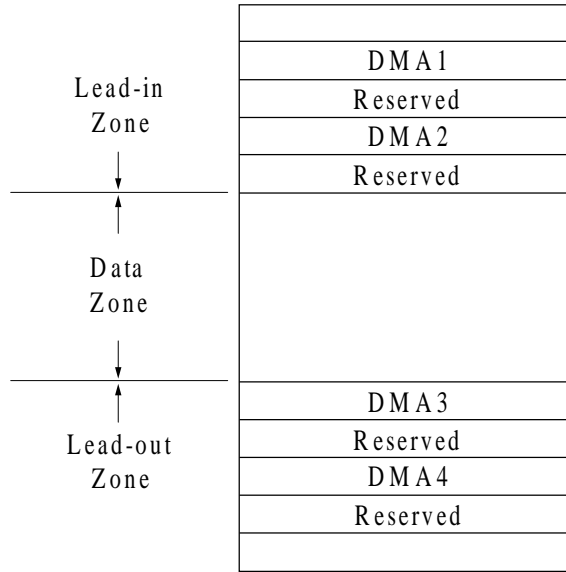 Lead-in
Zone
Data
Zone
Lead-out
Zone
DMA1
Reserved
DMA2
Reserved
DMA3
Reserved
DMA4
Reserved